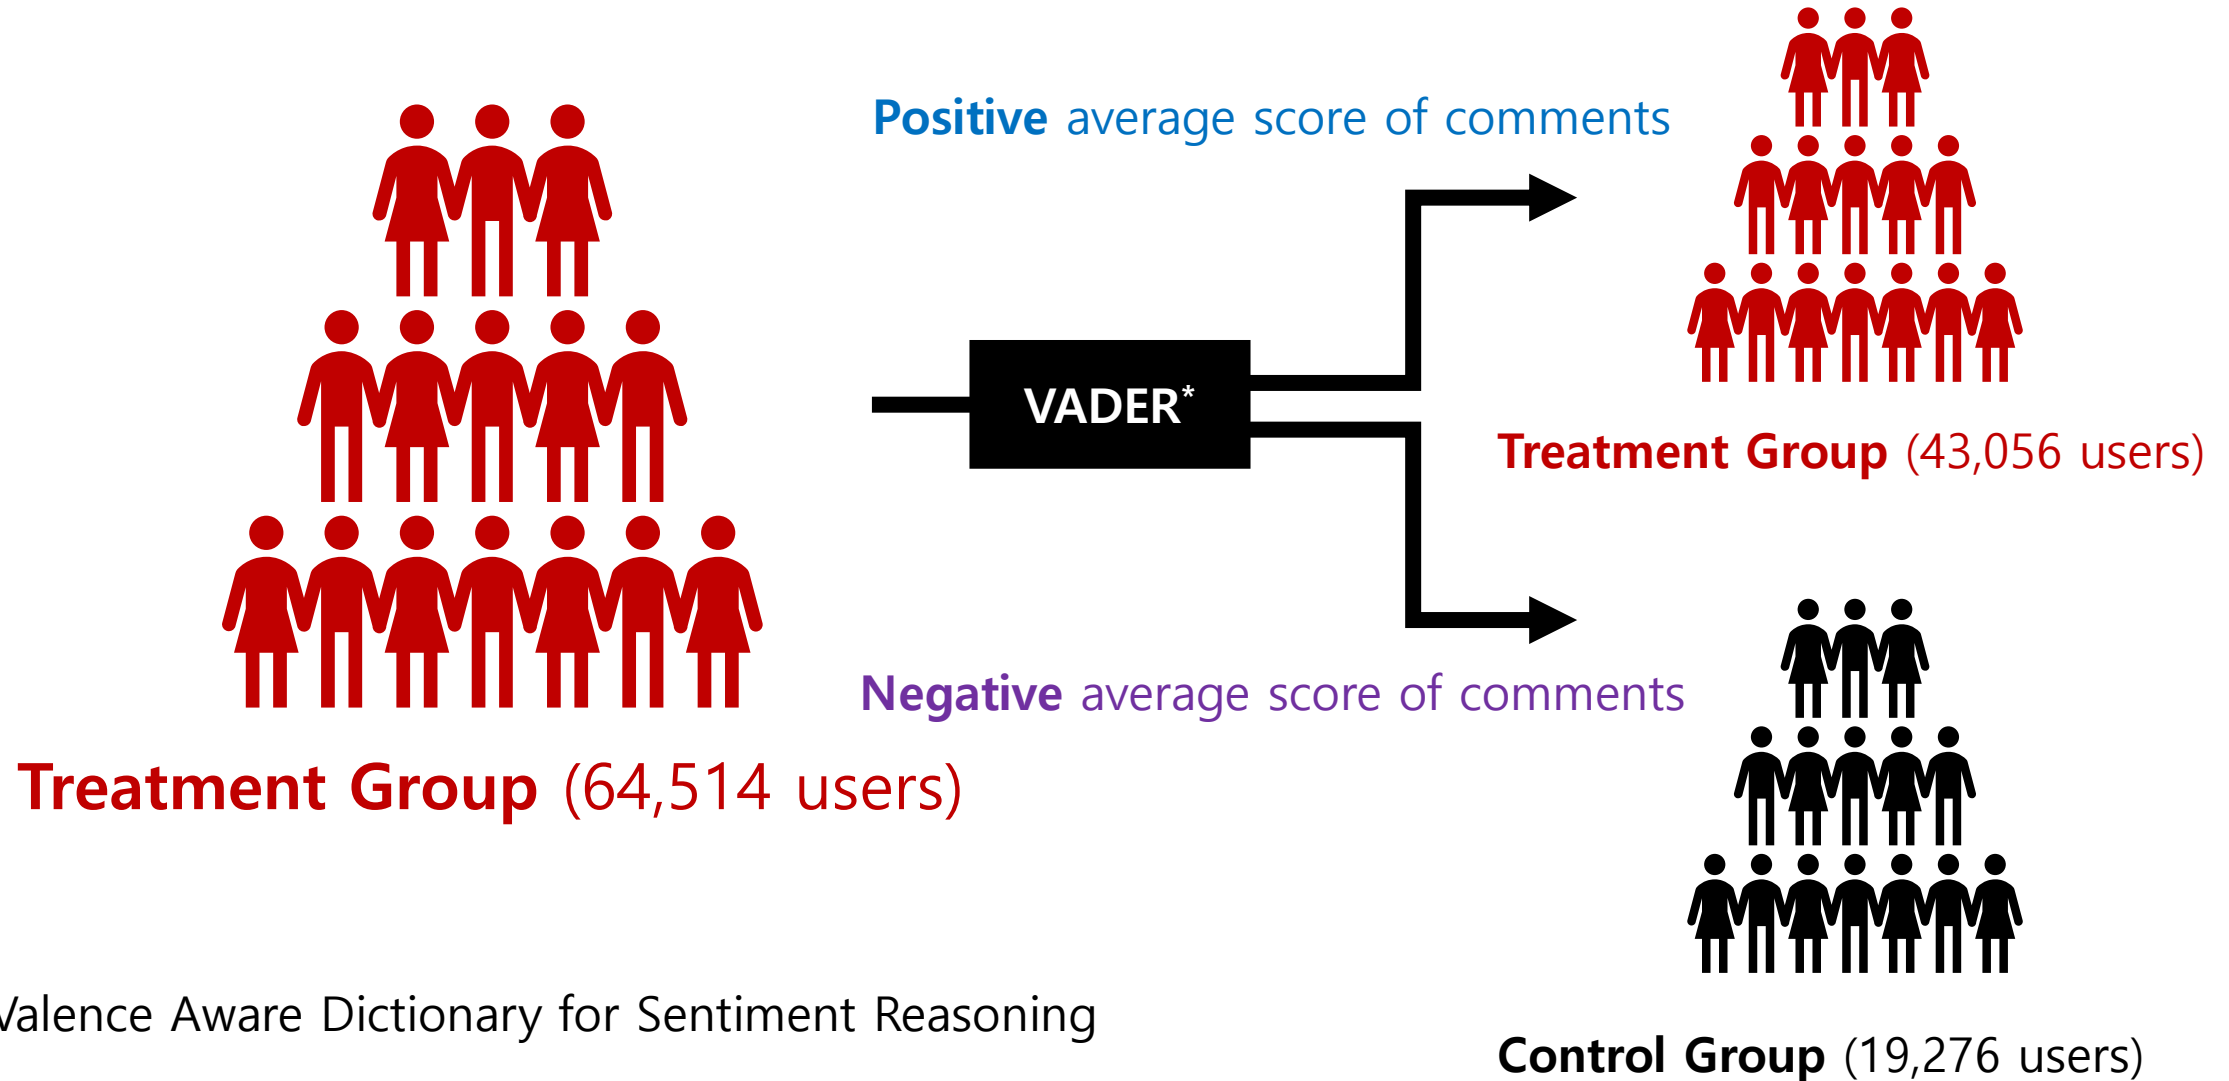 Positive average score of comments
VADER*
Treatment Group (43,056 users)
Negative average score of comments
Treatment Group (64,514 users)
Valence Aware Dictionary for Sentiment Reasoning
Control Group (19,276 users)